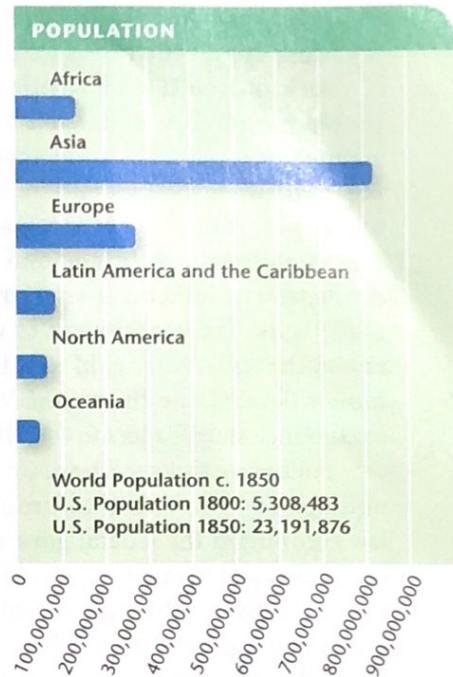 POPULATION
Africa
Asia
Europe
Latin America and the Caribbean
North America
Oceania
World Population c. 1850
U.S. Population 1800: 5,308,483
U.S. Population 1850: 23,191,876
0
100,000,000
200,000,000
300,000,000
400,000,000
500,000,000
600,000,000
700,000,000
800,000,000
900,000,000